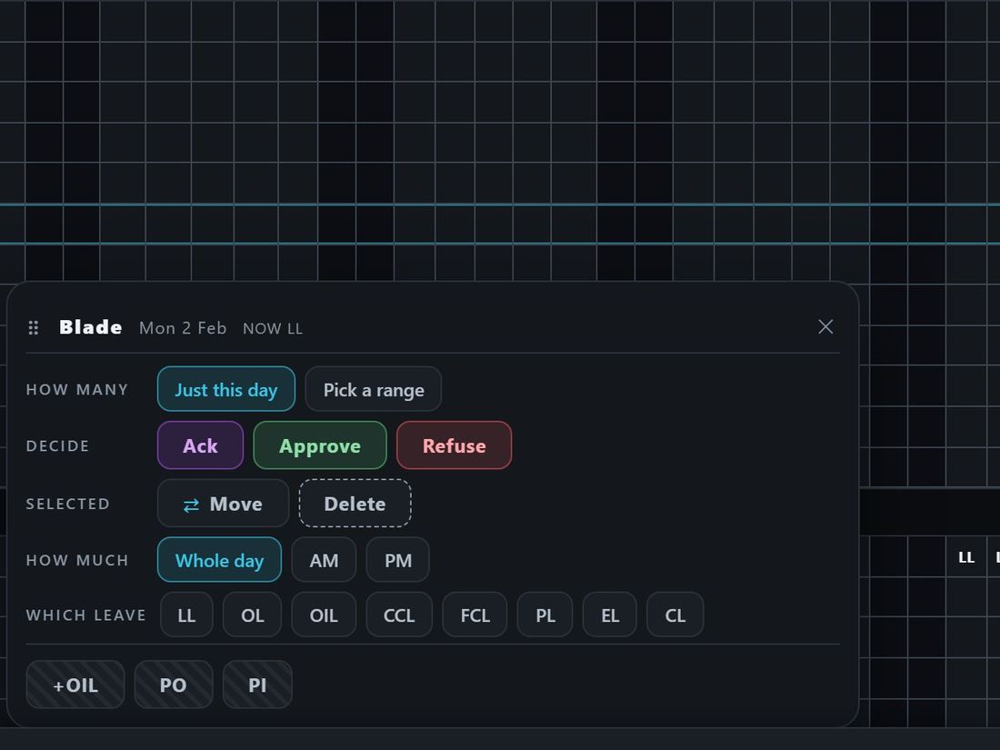 Blade Mon 2 Feb NOW LL
HOW MANY Just this day Pick a range
DECIDE Ack Approve Refuse
SELECTED Move Delete
HOW MUCH Whole day AM PM
LL
WHICH LEAVE LL OL OIL CCL FCL PL EL CL
+OIL PO PI